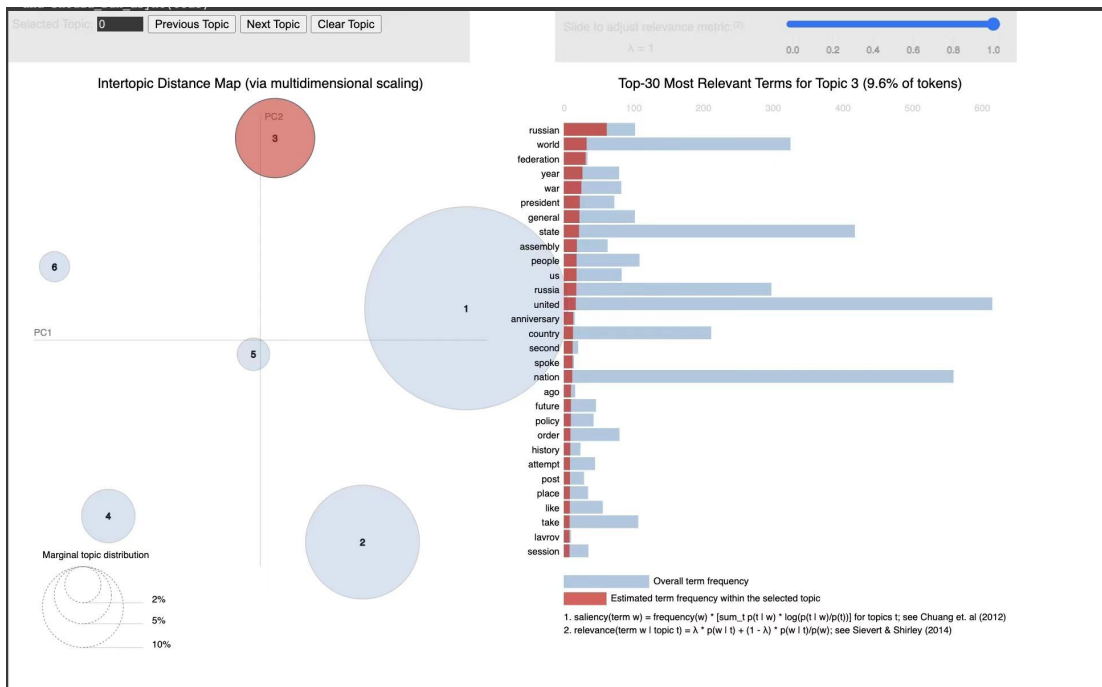 Selected Topic: 0 Previous Topic Next Topic Clear Topic
Slide to adjust relevance metric:(2)
λ = 1
0.0 0.2 0.4 0.6 0.8 1.0
Intertopic Distance Map (via multidimensional scaling)
PC2
3
6
1
PC1
5
4
2
Marginal topic distribution
2%
5%
10%
Top-30 Most Relevant Terms for Topic 3 (9.6% of tokens)
0 100 200 300 400 500 600
russian
world
federation
year
war
president
general
state
assembly
people
us
russia
united
anniversary
country
second
spoke
nation
ago
future
policy
order
history
attempt
post
place
like
take
lavrov
session
Overall term frequency
Estimated term frequency within the selected topic
1. saliency(term w) = frequency(w) * [sum_t p(t | w) * log(p(t | w)/p(t))] for topics t; see Chuang et. al (2012)
2. relevance(term w | topic t) = λ * p(w | t) + (1 - λ) * p(w | t)/p(w); see Sievert & Shirley (2014)